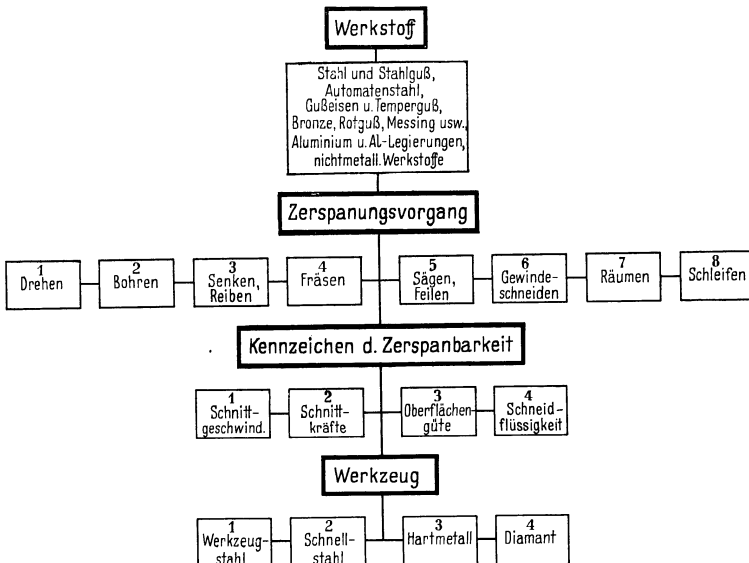 Werkstoff
Stahl und Stahlguß,
Automatenstahl,
Gußeisen u. Temperguß,
Bronze, Rotguß, Messing usw.,
Aluminium u. Al-Legierungen,
nichtmetall. Werkstoffe
Zerspanungsvorgang
1
Drehen
2
Bohren
3
Senken,
Reiben
4
Fräsen
5
Sägen,
Feilen
6
Gewinde-
schneiden
7
Räumen
8
Schleifen
Kennzeichen d. Zerspanbarkeit
1
Schnitt-
geschwind.
2
Schnitt-
kräfte
3
Oberflächen-
güte
4
Schneid-
flüssigkeit
Werkzeug
1
Werkzeug-
stahl
2
Schnell-
stahl
3
Hartmetall
4
Diamant